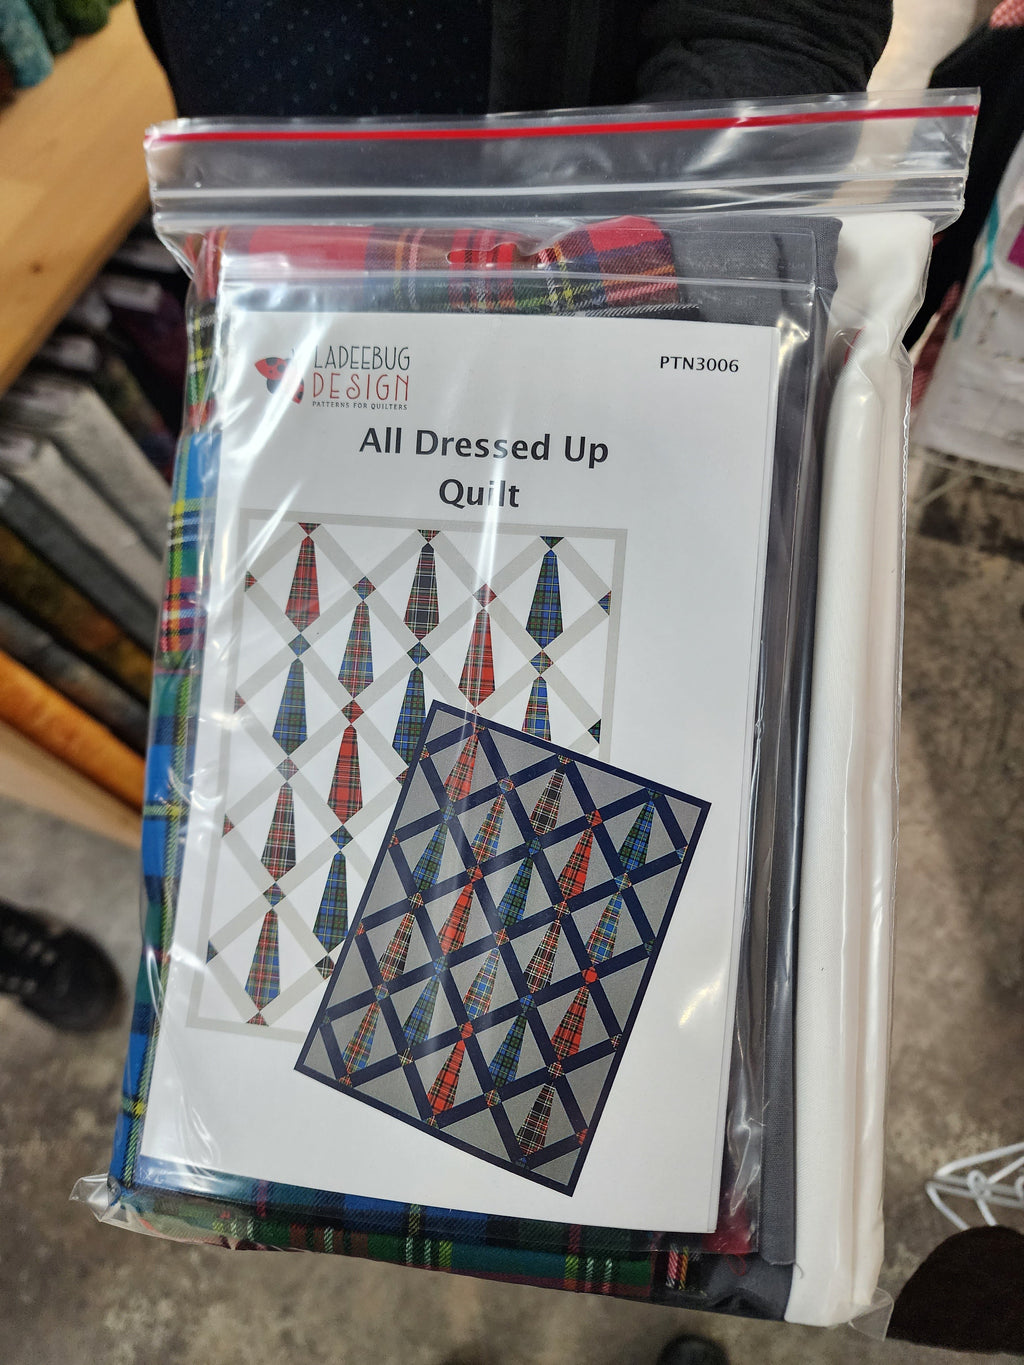 LADEEBUG
DESIGN
PATTERNS FOR QUILTERS
PTN3006
All Dressed Up
Quilt